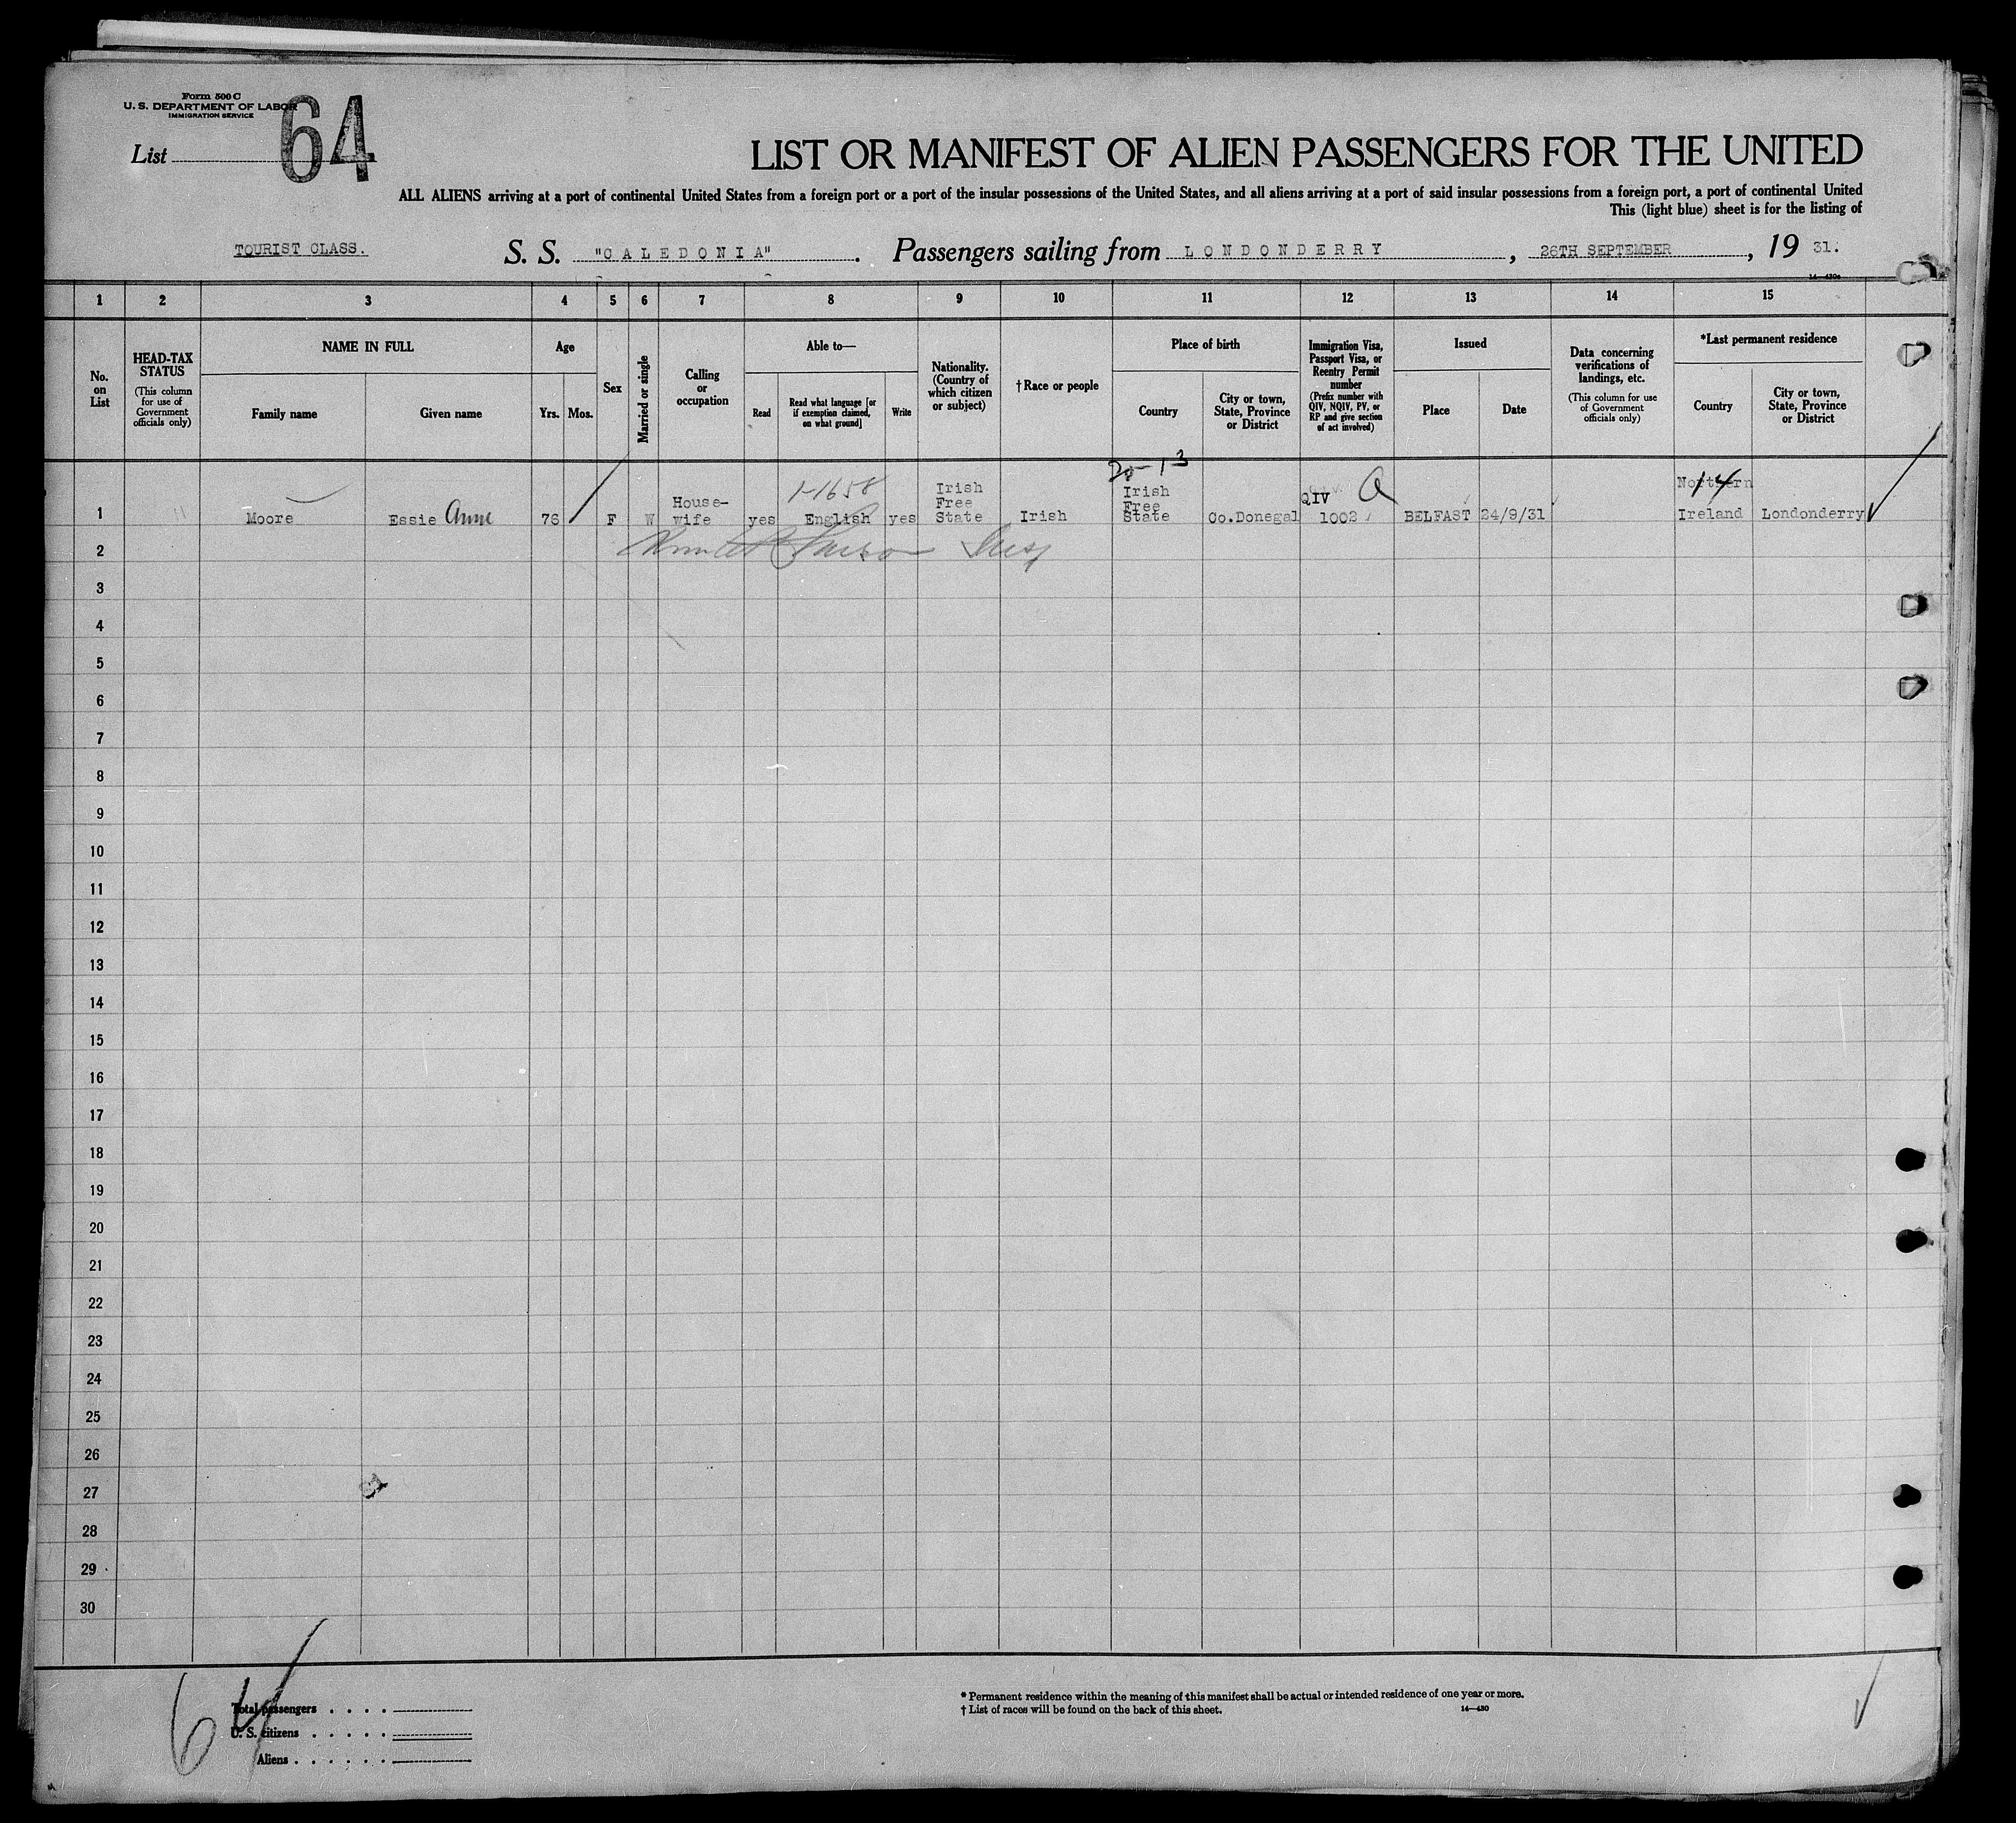 Form 500 C
U. S. DEPARTMENT OF LABOR
IMMIGRATION SERVICE
List 64
LIST OR MANIFEST OF ALIEN PASSENGERS FOR THE UNITED
ALL ALIENS arriving at a port of continental United States from a foreign port or a port of the insular possessions of the United States, and all aliens arriving at a port of said insular possessions from a foreign port, a port of continental United
This (light blue) sheet is for the listing of
TOURIST CLASS. S. S. "CALEDONIA". Passengers sailing from LONDONDERRY, 26TH SEPTEMBER, 19 31.
1 2 3 4 5 6 7 8 9 10 11 12 13 14 15
No. on List
HEAD-TAX STATUS
(This column for use of Government officials only)
NAME IN FULL
Family name
Given name
Age
Yrs. Mos.
Sex
Married or single
Calling or occupation
Able to—
Read
Read what language [or if exemption claimed, on what ground]
Write
Nationality. (Country of which citizen or subject)
† Race or people
Place of birth
Country
City or town, State, Province or District
Immigration Visa, Passport Visa, or Reentry Permit number
(Prefix number with QIV, NQIV, PV, or RP and give section of act involved)
Issued
Place
Date
Data concerning verifications of landings, etc.
(This column for use of Government officials only)
*Last permanent residence
Country
City or town, State, Province or District
1-1658
14
1 Moore Essie Anne 76 F W House-wife yes English yes Irish Free State Irish Irish Free State Co.Donegal QIV 1002 BELFAST 24/9/31 Northern Ireland Londonderry
2
3
4
5
6
7
8
9
10
11
12
13
14
15
16
17
18
19
20
21
22
23
24
25
26
27
28
29
30
64
Total passengers . . . .
U. S. citizens . . . . .
Aliens . . . . . .
* Permanent residence within the meaning of this manifest shall be actual or intended residence of one year or more.
† List of races will be found on the back of this sheet.
14—430